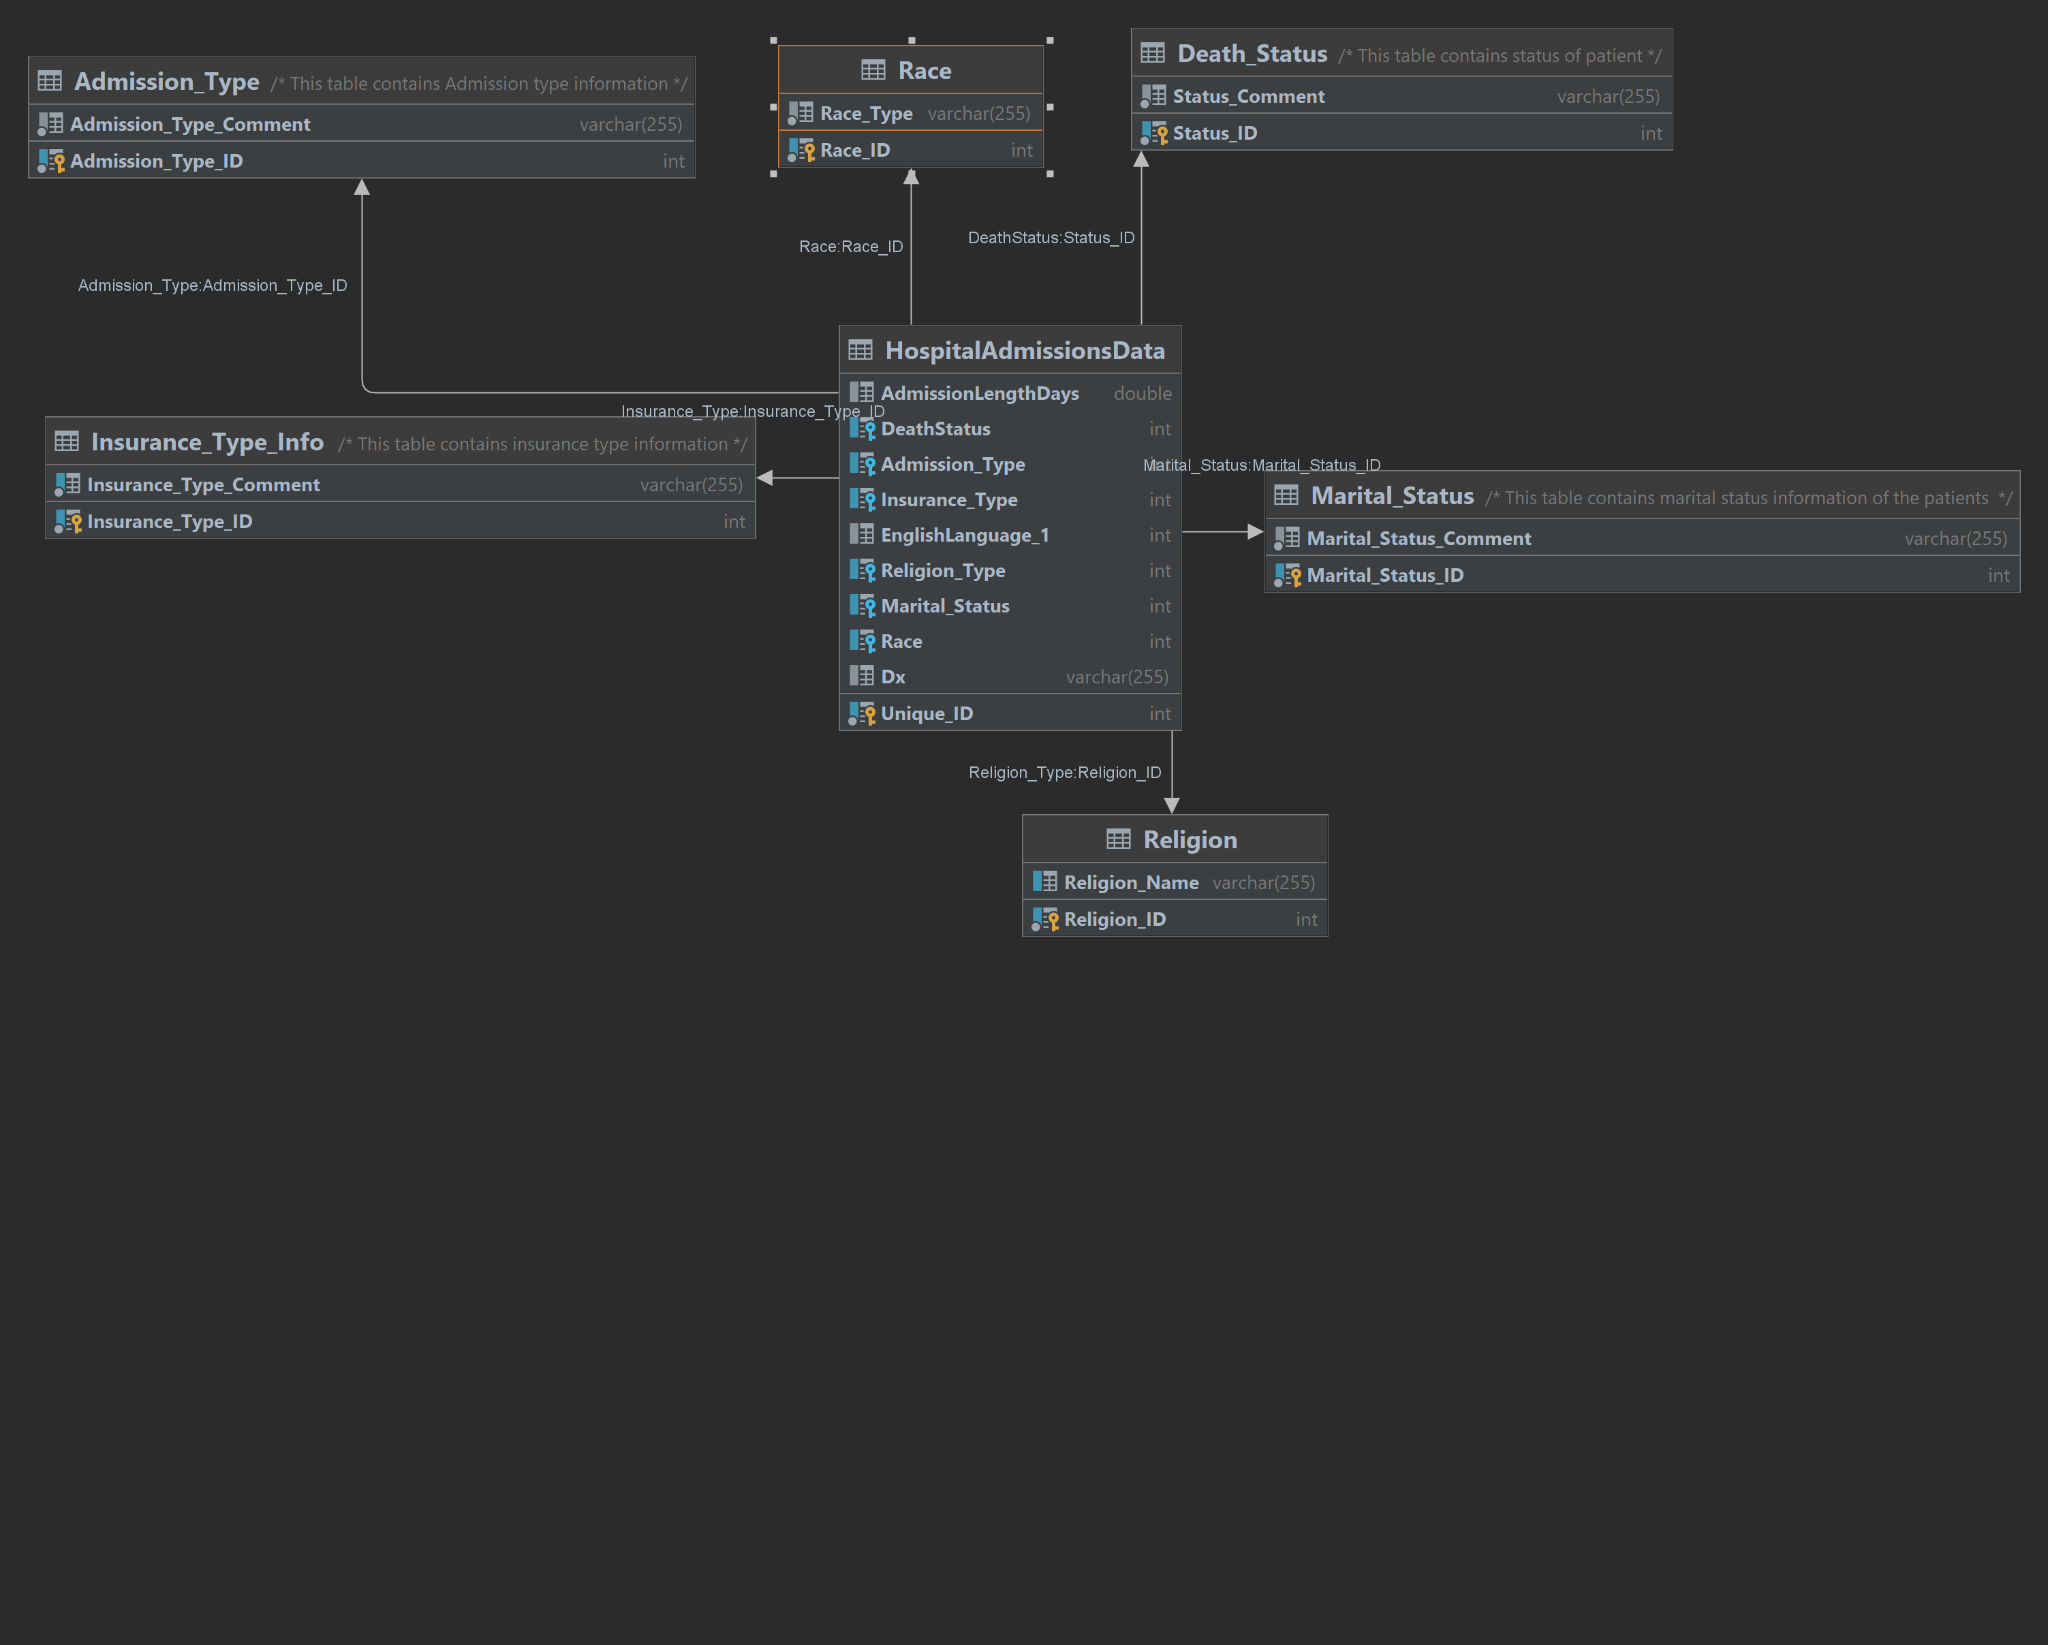 Admission_Type /* This table contains Admission type information */
Admission_Type_Comment varchar(255)
Admission_Type_ID int
Race
Race_Type varchar(255)
Race_ID int
Death_Status /* This table contains status of patient */
Status_Comment varchar(255)
Status_ID int
Admission_Type:Admission_Type_ID
Race:Race_ID
DeathStatus:Status_ID
HospitalAdmissionsData
AdmissionLengthDays double
DeathStatus int
Admission_Type int
Insurance_Type int
EnglishLanguage_1 int
Religion_Type int
Marital_Status int
Race int
Dx varchar(255)
Unique_ID int
Insurance_Type:Insurance_Type_ID
Insurance_Type_Info /* This table contains insurance type information */
Insurance_Type_Comment varchar(255)
Insurance_Type_ID int
Marital_Status:Marital_Status_ID
Marital_Status /* This table contains marital status information of the patients */
Marital_Status_Comment varchar(255)
Marital_Status_ID int
Religion_Type:Religion_ID
Religion
Religion_Name varchar(255)
Religion_ID int